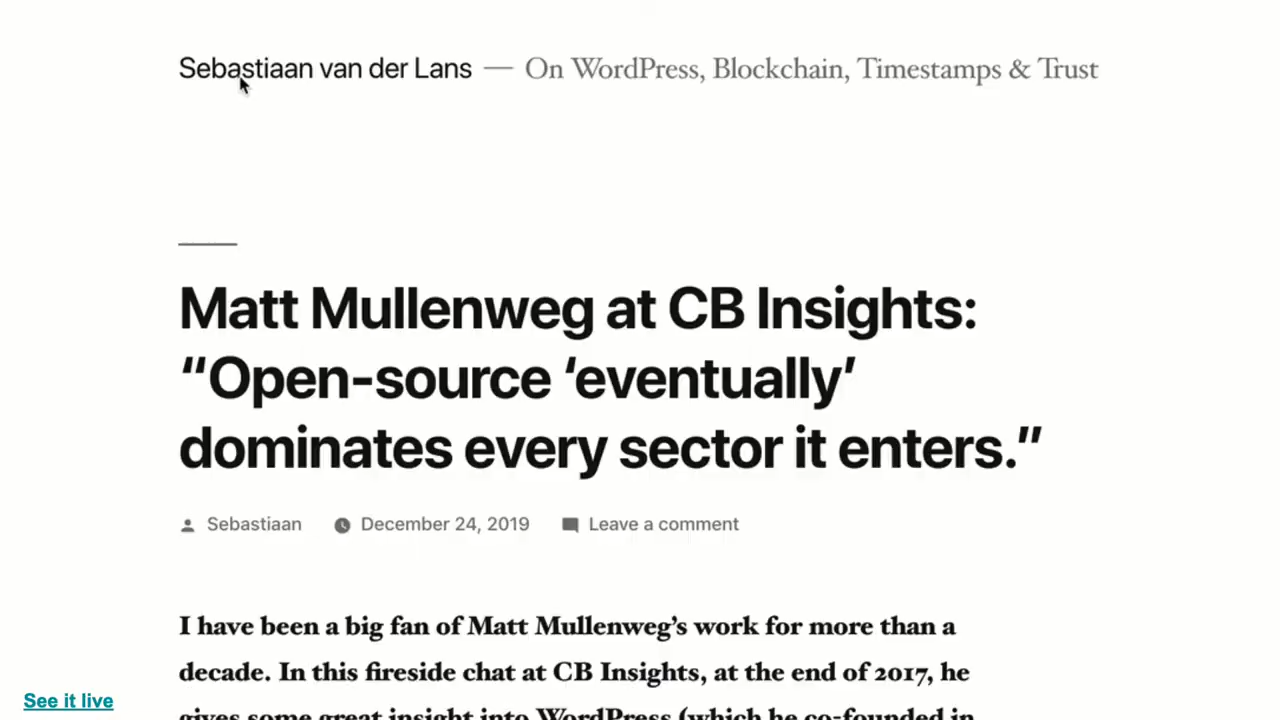 Sebastiaan van der Lans — On WordPress, Blockchain, Timestamps & Trust
Matt Mullenweg at CB Insights:
“Open-source ‘eventually’
dominates every sector it enters.”
Sebastiaan December 24, 2019 Leave a comment
I have been a big fan of Matt Mullenweg’s work for more than a
decade. In this fireside chat at CB Insights, at the end of 2017, he
gives some great insight into WordPress (which he co-founded in
See it live